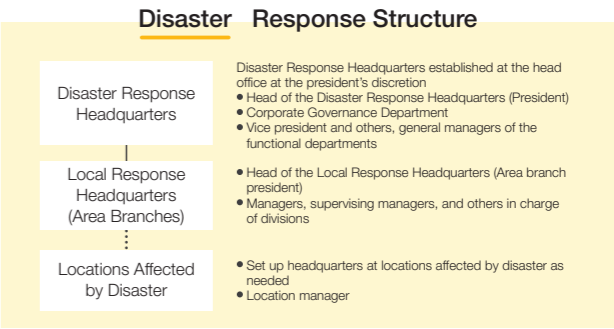 Disaster Response Structure
Disaster Response
Headquarters
Disaster Response Headquarters established at the head
office at the president's discretion
● Head of the Disaster Response Headquarters (President)
● Corporate Governance Department
● Vice president and others, general managers of the
functional departments
Local Response
Headquarters
(Area Branches)
● Head of the Local Response Headquarters (Area branch
president)
● Managers, supervising managers, and others in charge
of divisions
Locations Affected
by Disaster
● Set up headquarters at locations affected by disaster as
needed
● Location manager